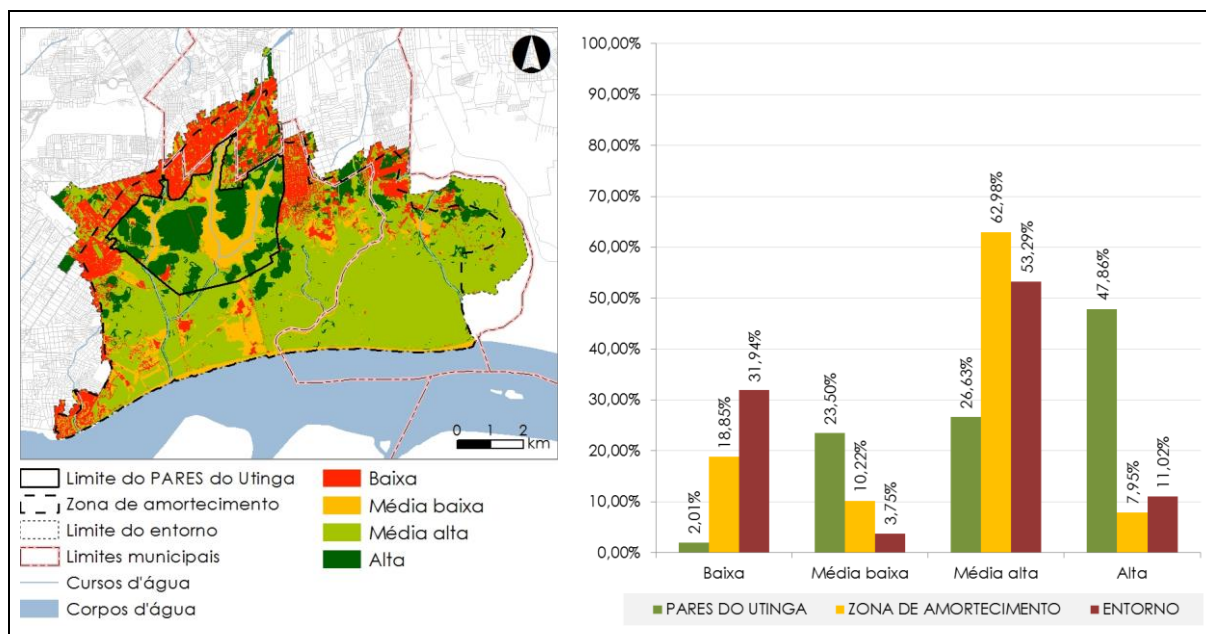 0 1 2
km
Limite do PARES do Utinga
Zona de amortecimento
Limite do entorno
Limites municipais
Cursos d'água
Corpos d'água
Baixa
Média baixa
Média alta
Alta
100,00%
90,00%
80,00%
70,00%
60,00%
50,00%
40,00%
30,00%
20,00%
10,00%
0,00%
2,01%
18,85%
31,94%
23,50%
10,22%
3,75%
26,63%
62,98%
53,29%
47,86%
7,95%
11,02%
Baixa
Média baixa
Média alta
Alta
PARES DO UTINGA
ZONA DE AMORTECIMENTO
ENTORNO